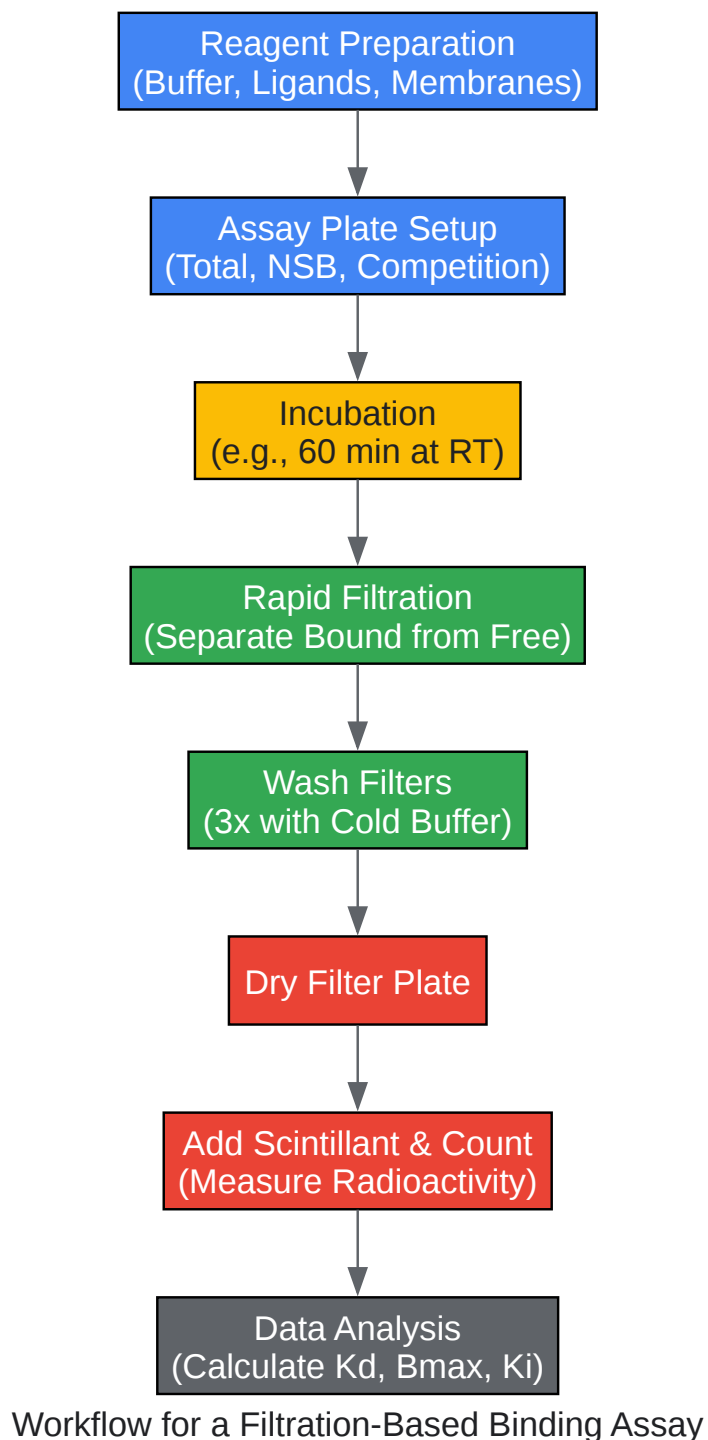 Reagent Preparation
(Buffer, Ligands, Membranes)
Assay Plate Setup
(Total, NSB, Competition)
Incubation
(e.g., 60 min at RT)
Rapid Filtration
(Separate Bound from Free)
Wash Filters
(3x with Cold Buffer)
Dry Filter Plate
Add Scintillant & Count
(Measure Radioactivity)
Data Analysis
(Calculate Kd, Bmax, Ki)
Workflow for a Filtration-Based Binding Assay